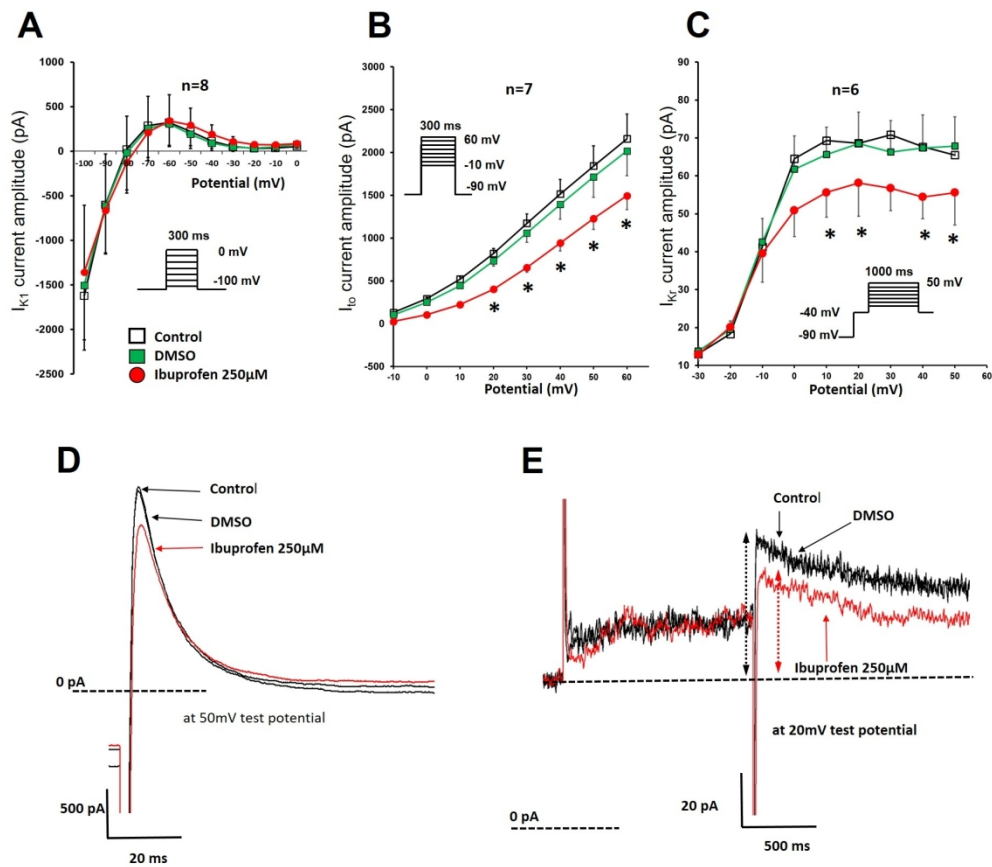 A
n=8
I_K1 current amplitude (pA)
1000
500
0
-500
-1000
-1500
-2000
-2500
-100 -90 -80 -70 -60 -50 -40 -30 -20 -10 0
Potential (mV)
300 ms
0 mV
-100 mV
Control
DMSO
Ibuprofen 250µM
B
n=7
I_to current amplitude (pA)
3000
2500
2000
1500
1000
500
0
-500
300 ms
60 mV
-10 mV
-90 mV
* * * * *
-10 0 10 20 30 40 50 60
Potential (mV)
C
n=6
I_Kr current amplitude (pA)
90
80
70
60
50
40
30
20
10
* * * *
1000 ms
50 mV
-40 mV
-90 mV
-30 -20 -10 0 10 20 30 40 50 60
Potential (mV)
D
Control
DMSO
Ibuprofen 250µM
0 pA
at 50mV test potential
500 pA
20 ms
E
Control
DMSO
Ibuprofen 250µM
at 20mV test potential
0 pA
20 pA
500 ms